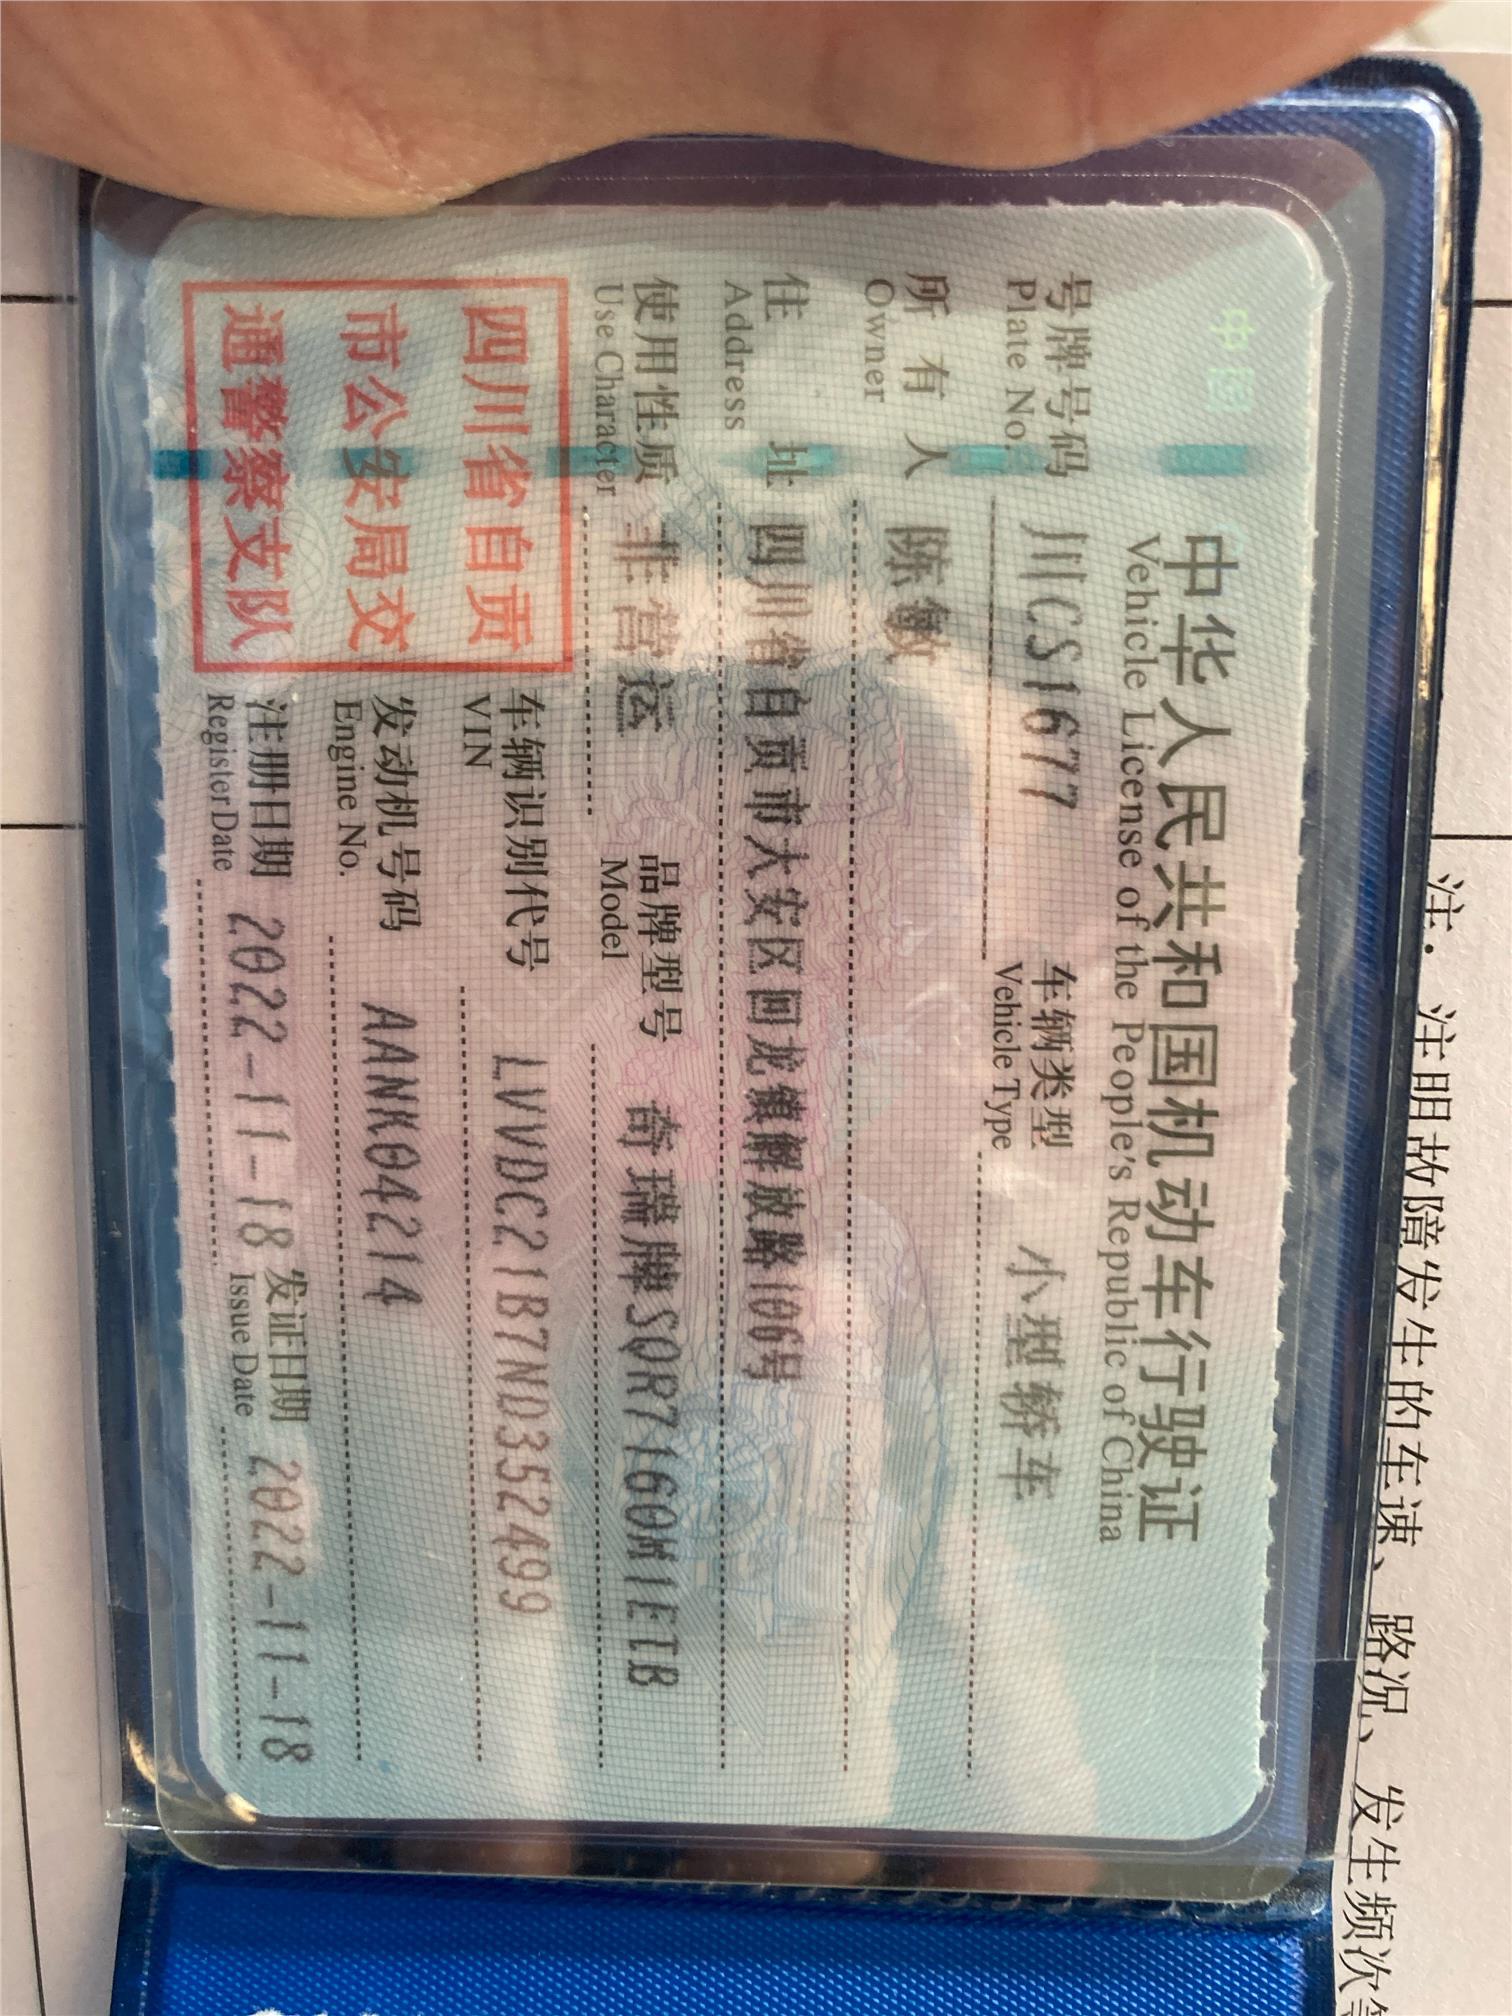 中华人民共和国机动车行驶证
Vehicle License of the People's Republic of China
号牌号码 川CS1677 车辆类型 小型轿车
Plate No. Vehicle Type
所有人 陈敏
Owner
住址 四川省自贡市大安区回龙镇解放路106号
Address
使用性质 非营运 品牌型号 奇瑞牌SQR7160M1ETB
Use Character Model
四川省自贡
市公安局交
通警察支队
车辆识别代号 LVVDC21B7ND352499
VIN
发动机号码 AANK04214
Engine No.
注册日期 2022-11-18 发证日期 2022-11-18
Register Date Issue Date
注：注明故障发生的车速、路况、发生频次